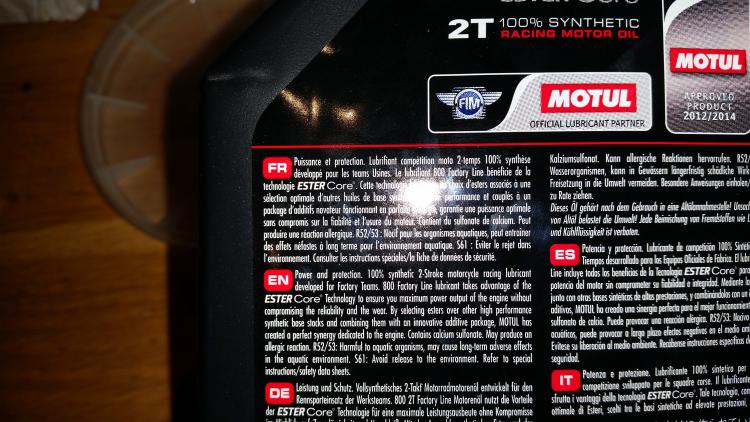 2T 100% SYNTHETIC
RACING MOTOR OIL
FIM
MOTUL
OFFICIAL LUBRICANT PARTNER
MOTUL
APPROVED
PRODUCT
2012/2014
FR Puissance et protection. Lubrifiant compétition moto 2-temps 100% synthèse
développé pour les teams Usines. Le lubrifiant 800 Factory Line bénéficie de la
technologie ESTER Core. Cette d'esters associés à une
sélection optimale d'autres huiles de base performance et couplés à un
package d'additifs novateur fonctionnant en garantie une puissance optimale
sans compromis sur la fiabilité et l'usure du moteur. Contient du sulfonate de calcium. Peut
produire une réaction allergique. R52/53 : Nocif pour les organismes aquatiques, peut entraîner
des effets néfastes à long terme pour l'environnement aquatique. S61 : Éviter le rejet dans
l'environnement. Consulter les instructions spéciales/la fiche de données de sécurité.
EN Power and protection. 100% synthetic 2-Stroke motorcycle racing lubricant
developed for Factory Teams. 800 Factory Line lubricant takes advantage of the
ESTER Core® Technology to ensure you maximum power output of the engine without
compromising the reliability and the wear. By selecting esters over other high performance
synthetic base stocks and combining them with an innovative additive package, MOTUL has
created a perfect synergy dedicated to the engine. Contains calcium sulfonate. May produce an
allergic reaction. R52/53: Harmful to aquatic organisms, may cause long-term adverse effects
in the aquatic environment. S61: Avoid release to the environment. Refer to special
instructions/safety data sheets.
DE Leistung und Schutz. Vollsynthetisches 2-Takt Motorradmotorenöl entwickelt für den
Rennsporteinsatz der Werksteams. 800 2T Factory Line Motorenöl nutzt die Vorteile
der ESTER Core® Technologie für eine maximale Leistungsausbeute ohne Kompromisse
Kalziumsulfonat. Kann allergische Reaktionen hervorrufen. R52/
Wasserorganismen, kann in Gewässern längerfristig schädliche Wirk
Freisetzung in die Umwelt vermeiden. Besondere Anweisungen einholen
zu Rate ziehen.
Dieses Öl gehört nach dem Gebrauch in eine Altölannahmestelle! Unsach
von Altöl belastet die Umwelt! Jede Beimischung von Fremdstoffen wie L
und Kühlflüssigkeit ist verboten.
ES Potencia y protección. Lubricante de competición 100% Sintéti
Tiempos desarrollado para los Equipos Oficiales de Fábrica. El lubr
Line incluye todos los beneficios de la Tecnología ESTER Core® par
potencia del motor sin comprometer su fiabilidad e integridad. Mediante la
junto con otras bases sintéticas de altas prestaciones, y combinándolas con un i
aditivos, MOTUL ha creado una sinergia perfecta para el mejor funcionamient
sulfonato de calcio. Puede provocar una reacción alérgica. R52/53: Nocivo
acuáticos, puede provocar a largo plazo efectos negativos en el medio am
Evítese su liberación al medio ambiente. Recábense instrucciones específicas d
seguridad.
IT Potenza e protezione. Lubrificante 100% sintetico per
competizione sviluppato per le squadre corse. Il lubrificante
sfrutta i vantaggi della tecnologia ESTER Core®. Tale tecnologia, con
ottimale di Esteri, scelti tra le basi sintetiche ad elevate prestazioni,